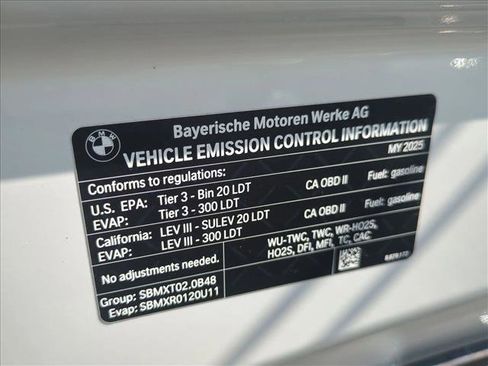 BMW
Bayerische Motoren Werke AG
VEHICLE EMISSION CONTROL INFORMATION
Conforms to regulations: MY 2025
U.S. EPA: Tier 3 - Bin 20 LDT CA OBD II Fuel: gasoline
EVAP: Tier 3 - 300 LDT
California: LEV III - SULEV 20 LDT CA OBD II Fuel: gasoline
EVAP: LEV III - 300 LDT
No adjustments needed. WU-TWC, TWC, WR-HO2S,
HO2S, DFI, MFI, TC, CAC
Group: SBMXT02.0B48
Evap: SBMXR0120U11